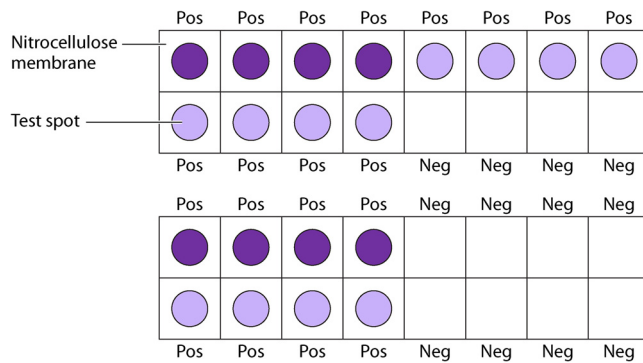 Pos Pos Pos Pos Pos Pos Pos Pos
Nitrocellulose
membrane
Test spot
Pos Pos Pos Pos Neg Neg Neg Neg
Pos Pos Pos Pos Neg Neg Neg Neg
Pos Pos Pos Pos Neg Neg Neg Neg